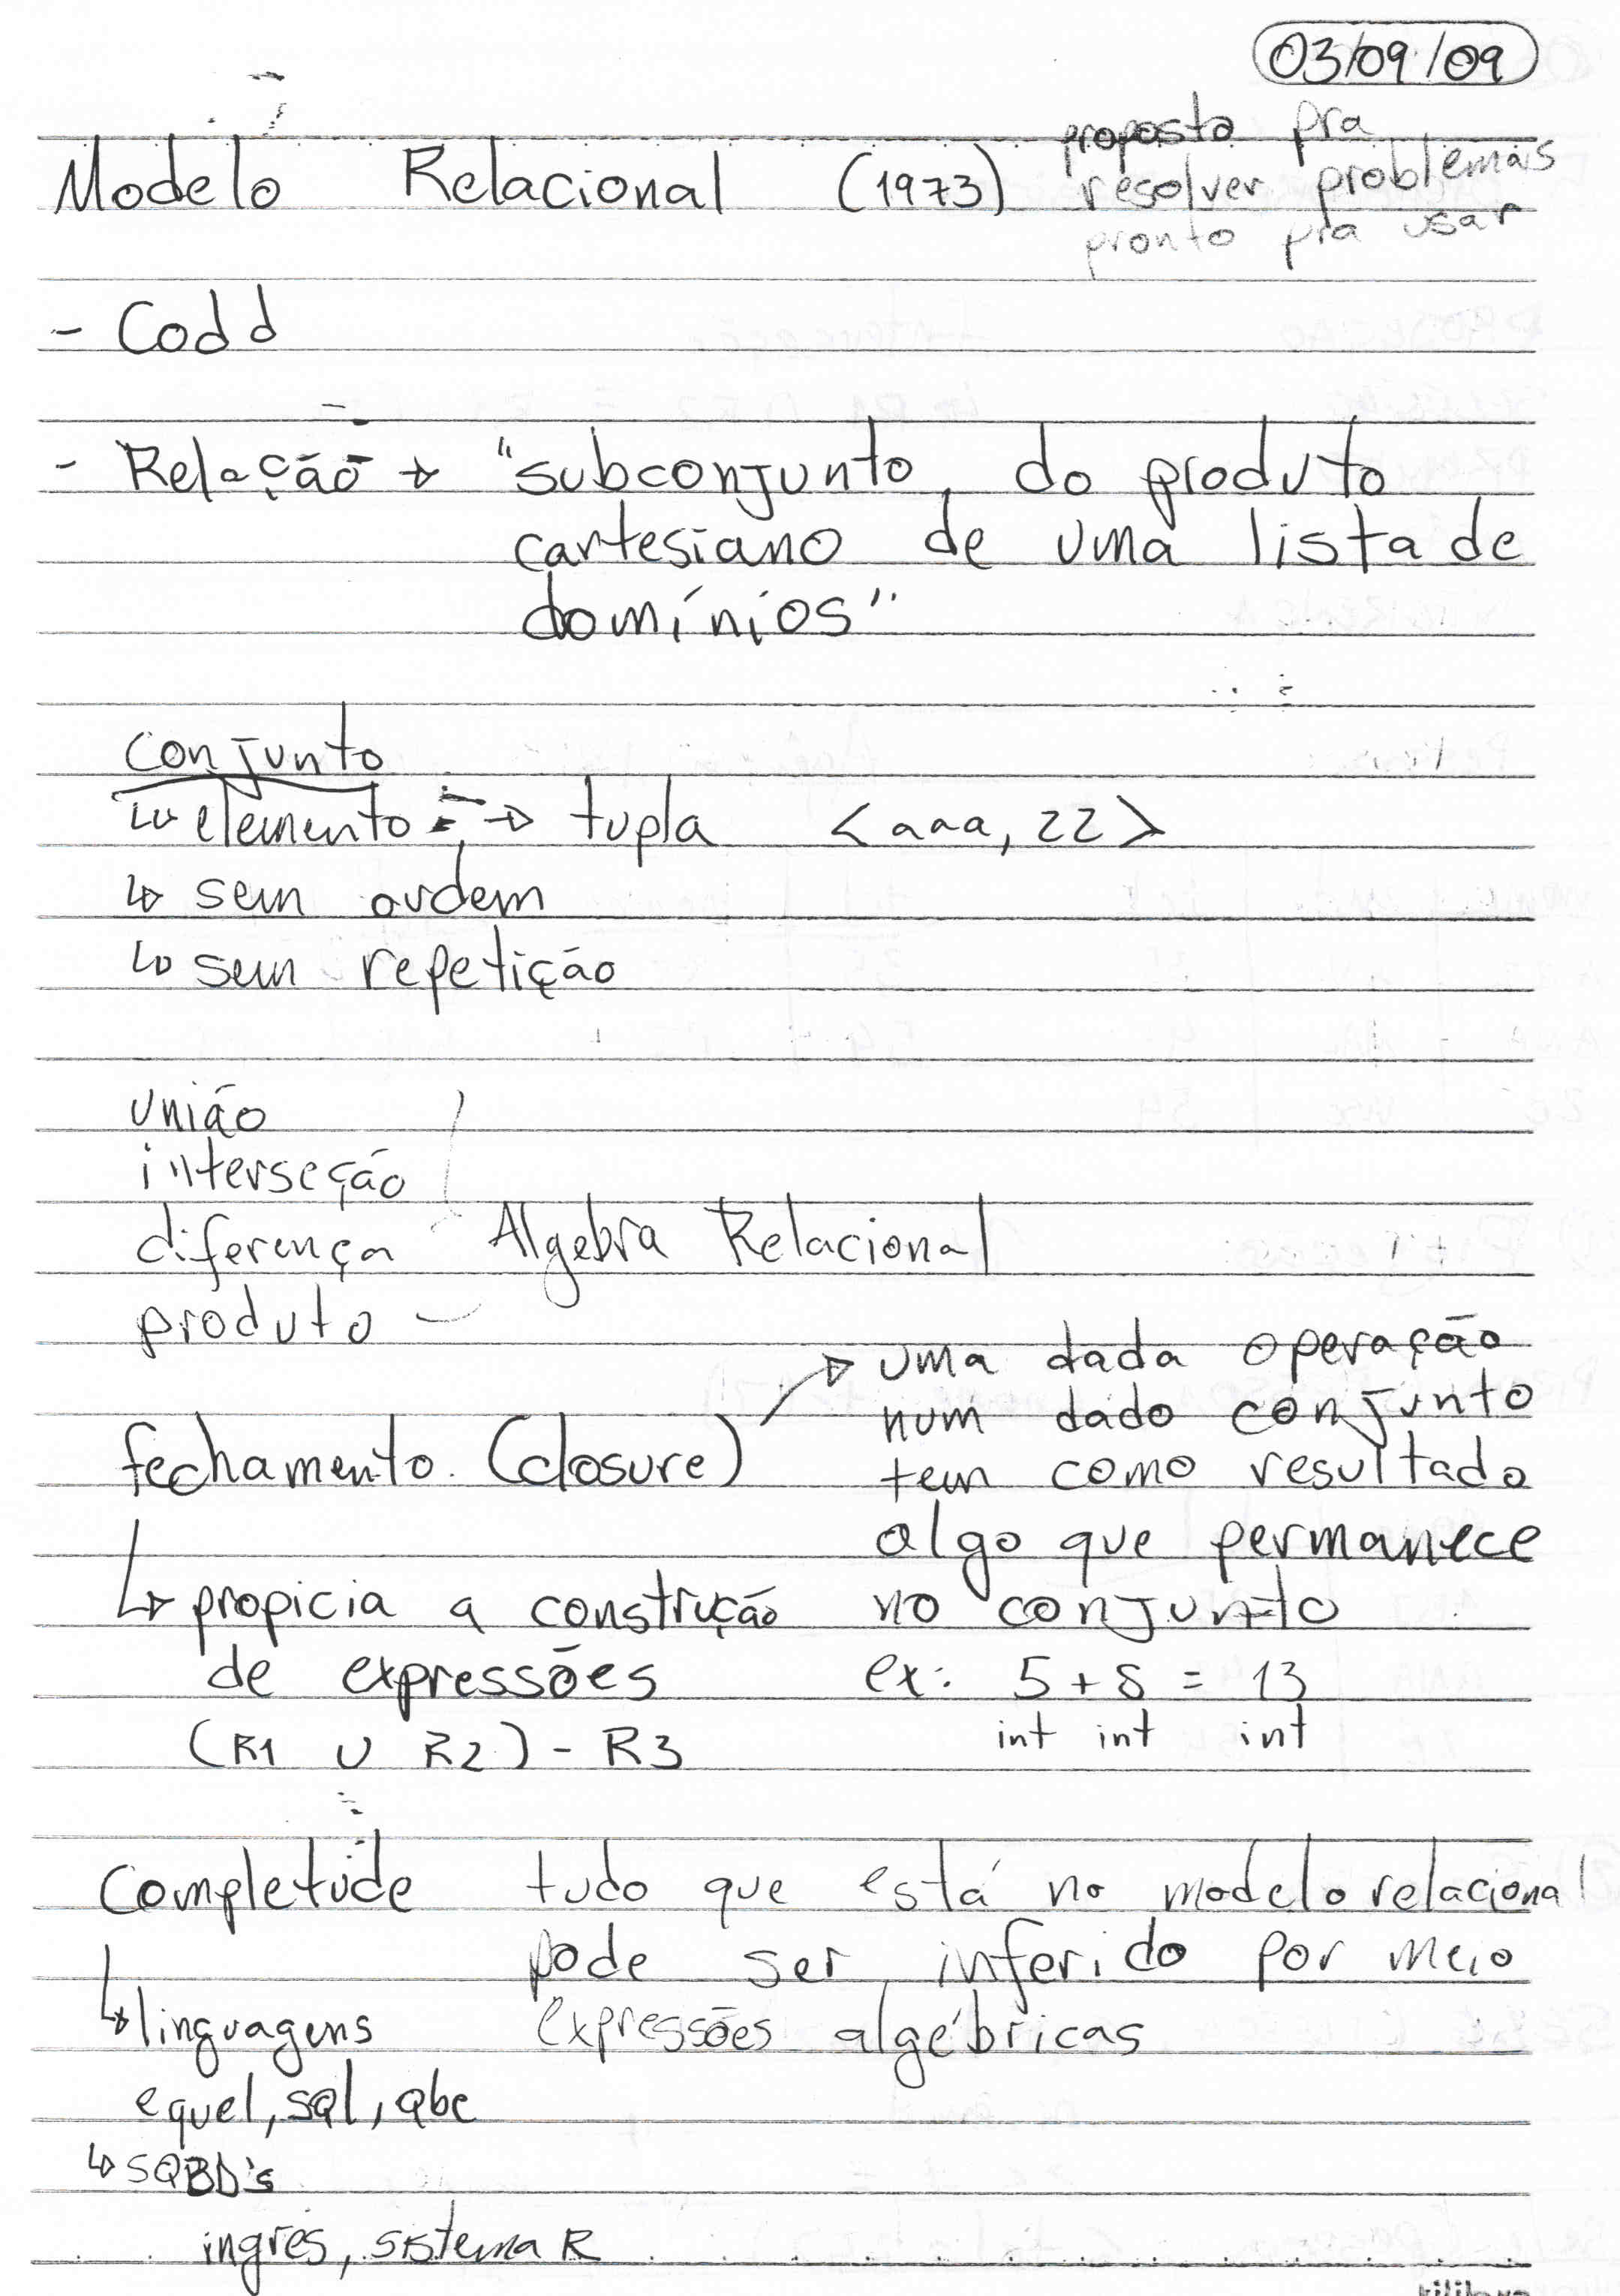 03/09/09
proposto pra
Modelo Relacional (1973) resolver problemas
pronto pra usar
- Codd
- Relação → "subconjunto, do produto
cartesiano de uma lista de
domínios"
conjunto
↳ elemento → tupla <aaa, 22>
↳ sem ordem
↳ sem repetição
união
interseção
diferença Algebra Relacional
produto
fechamento (closure) → uma dada operação
num dado conjunto
tem como resultado
algo que permanece
no conjunto
ex: 5 + 8 = 13
int int int
↳ propicia a construção
de expressões
(R1 U R2) - R3
Completude tudo que está no modelo relacional
pode ser inferido por meio
expressões algébricas
↳ linguagens
equel, sql, qbe
↳ SGBD's
ingres, sistema R